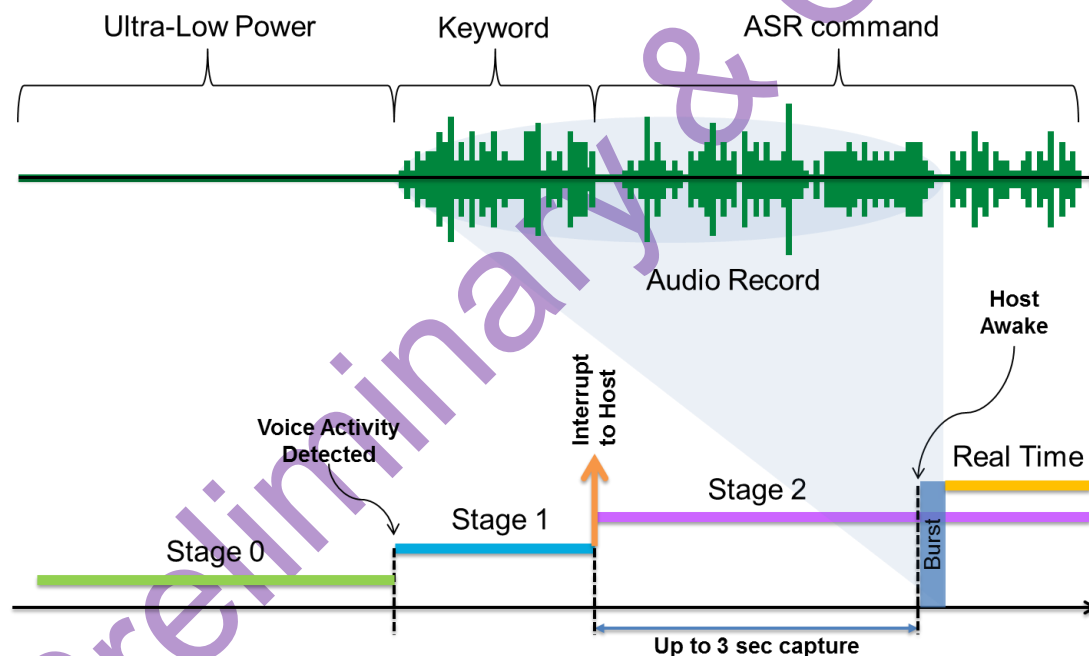 Ultra-Low Power
Keyword
ASR command
Audio Record
Host
Awake
Interrupt
to Host
Voice Activity
Detected
Real Time
Stage 2
Stage 1
Stage 0
Burst
Up to 3 sec capture
Preliminary &